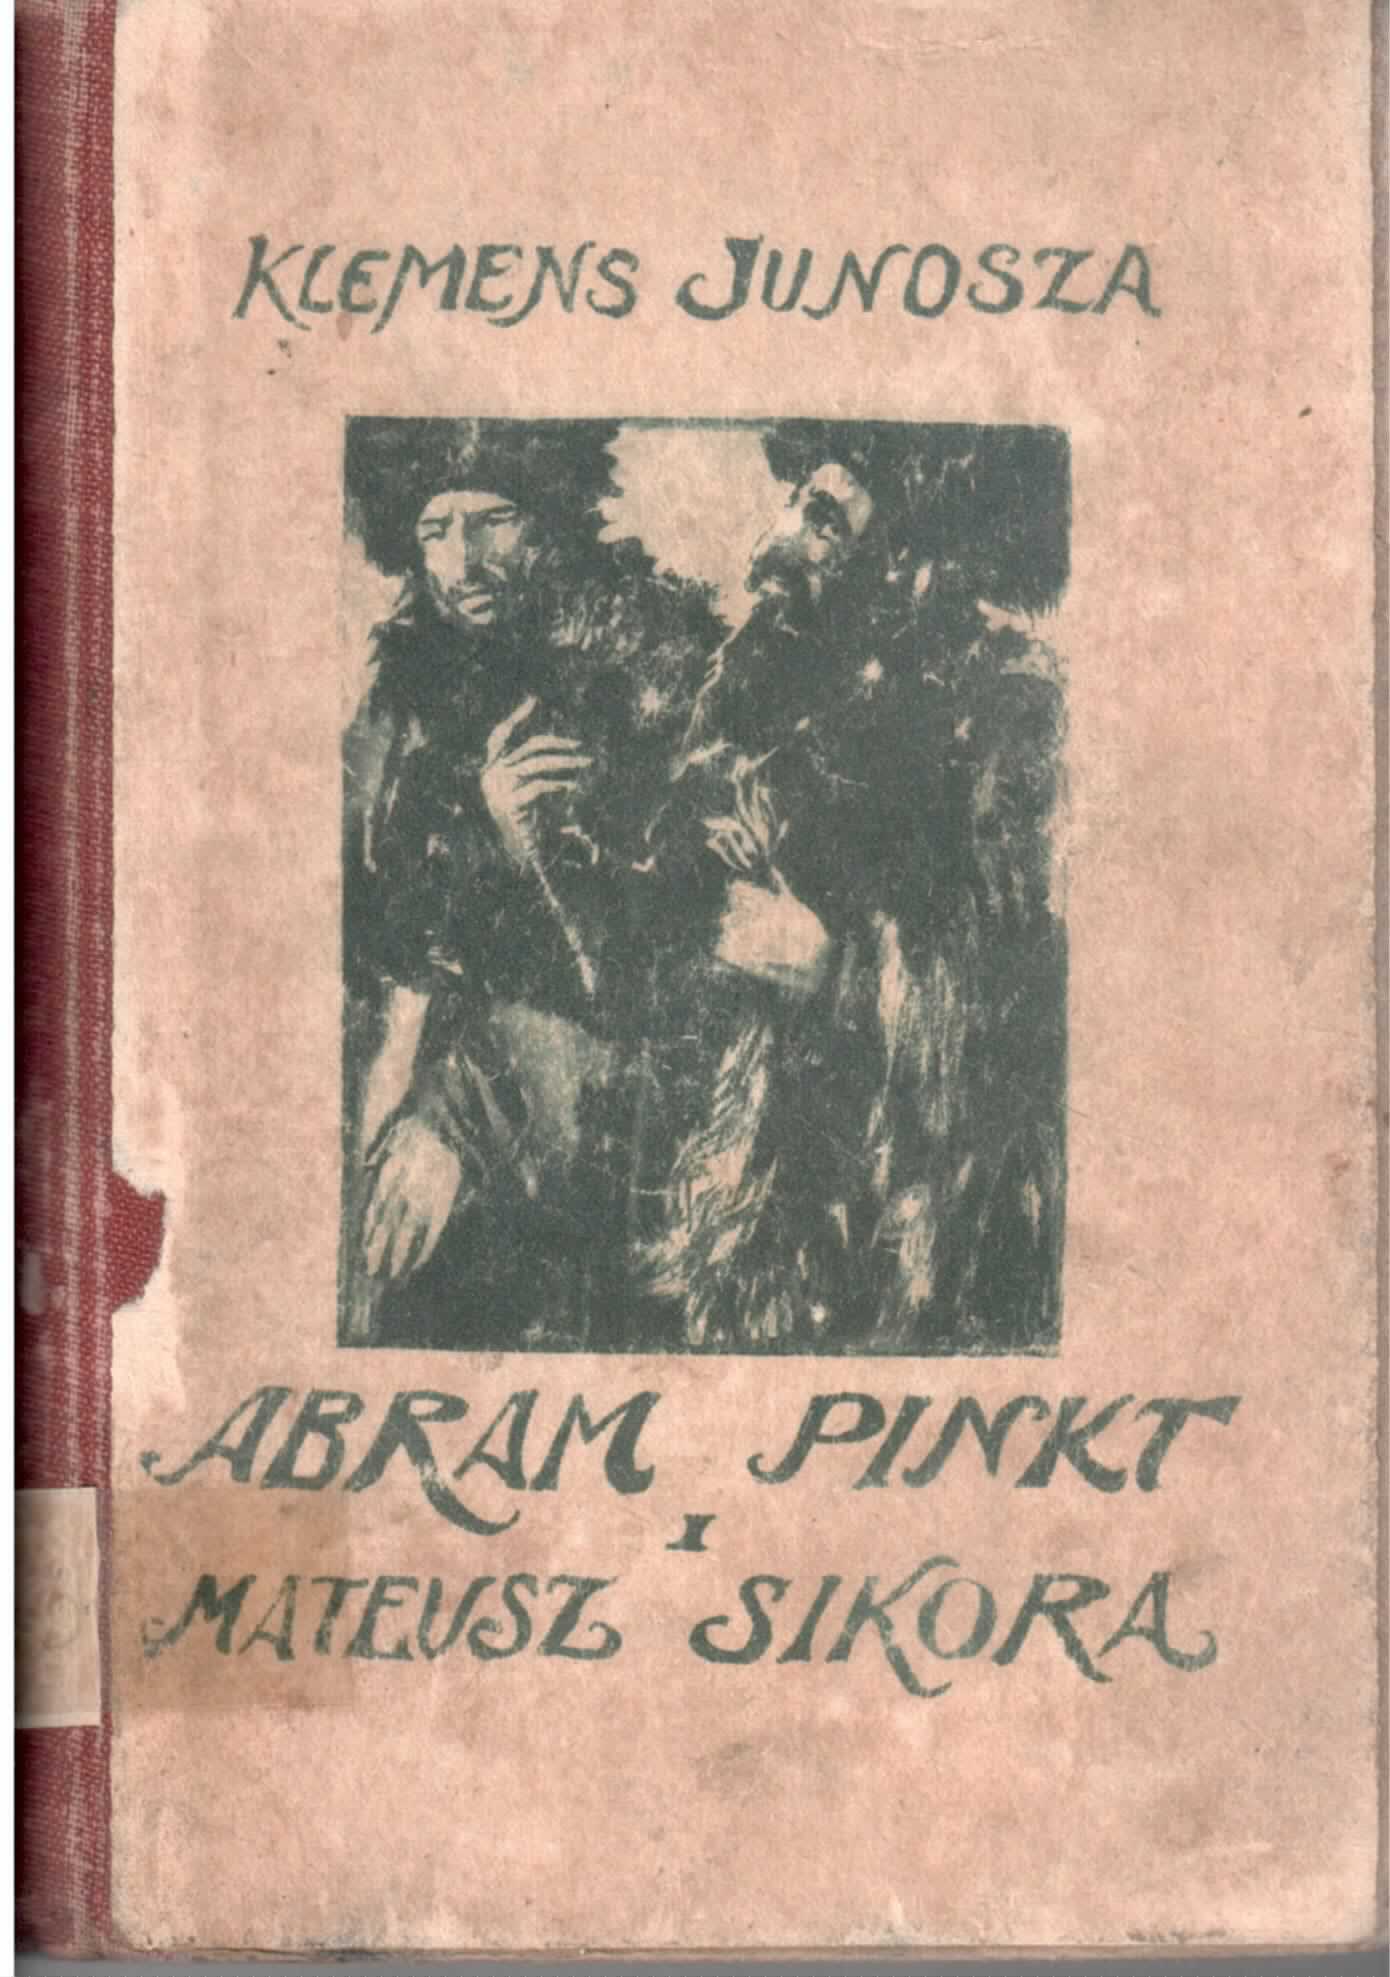 KLEMENS JUNOSZA
ABRAM PINKT
I
MATEUSZ SIKORA